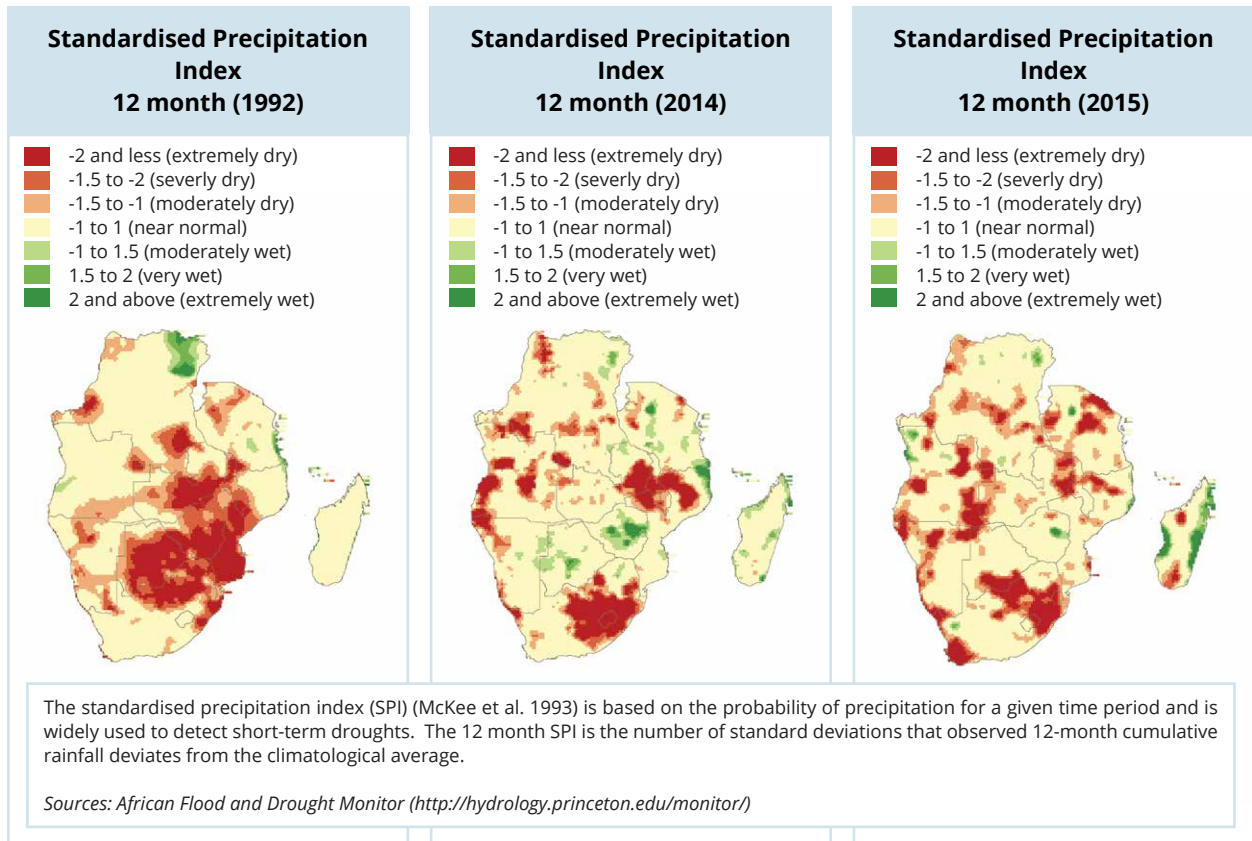 Standardised Precipitation
Index
12 month (1992)
-2 and less (extremely dry)
-1.5 to -2 (severly dry)
-1.5 to -1 (moderately dry)
-1 to 1 (near normal)
-1 to 1.5 (moderately wet)
1.5 to 2 (very wet)
2 and above (extremely wet)
Standardised Precipitation
Index
12 month (2014)
-2 and less (extremely dry)
-1.5 to -2 (severly dry)
-1.5 to -1 (moderately dry)
-1 to 1 (near normal)
-1 to 1.5 (moderately wet)
1.5 to 2 (very wet)
2 and above (extremely wet)
Standardised Precipitation
Index
12 month (2015)
-2 and less (extremely dry)
-1.5 to -2 (severly dry)
-1.5 to -1 (moderately dry)
-1 to 1 (near normal)
-1 to 1.5 (moderately wet)
1.5 to 2 (very wet)
2 and above (extremely wet)
The standardised precipitation index (SPI) (McKee et al. 1993) is based on the probability of precipitation for a given time period and is
widely used to detect short-term droughts. The 12 month SPI is the number of standard deviations that observed 12-month cumulative
rainfall deviates from the climatological average.
Sources: African Flood and Drought Monitor (http://hydrology.princeton.edu/monitor/)